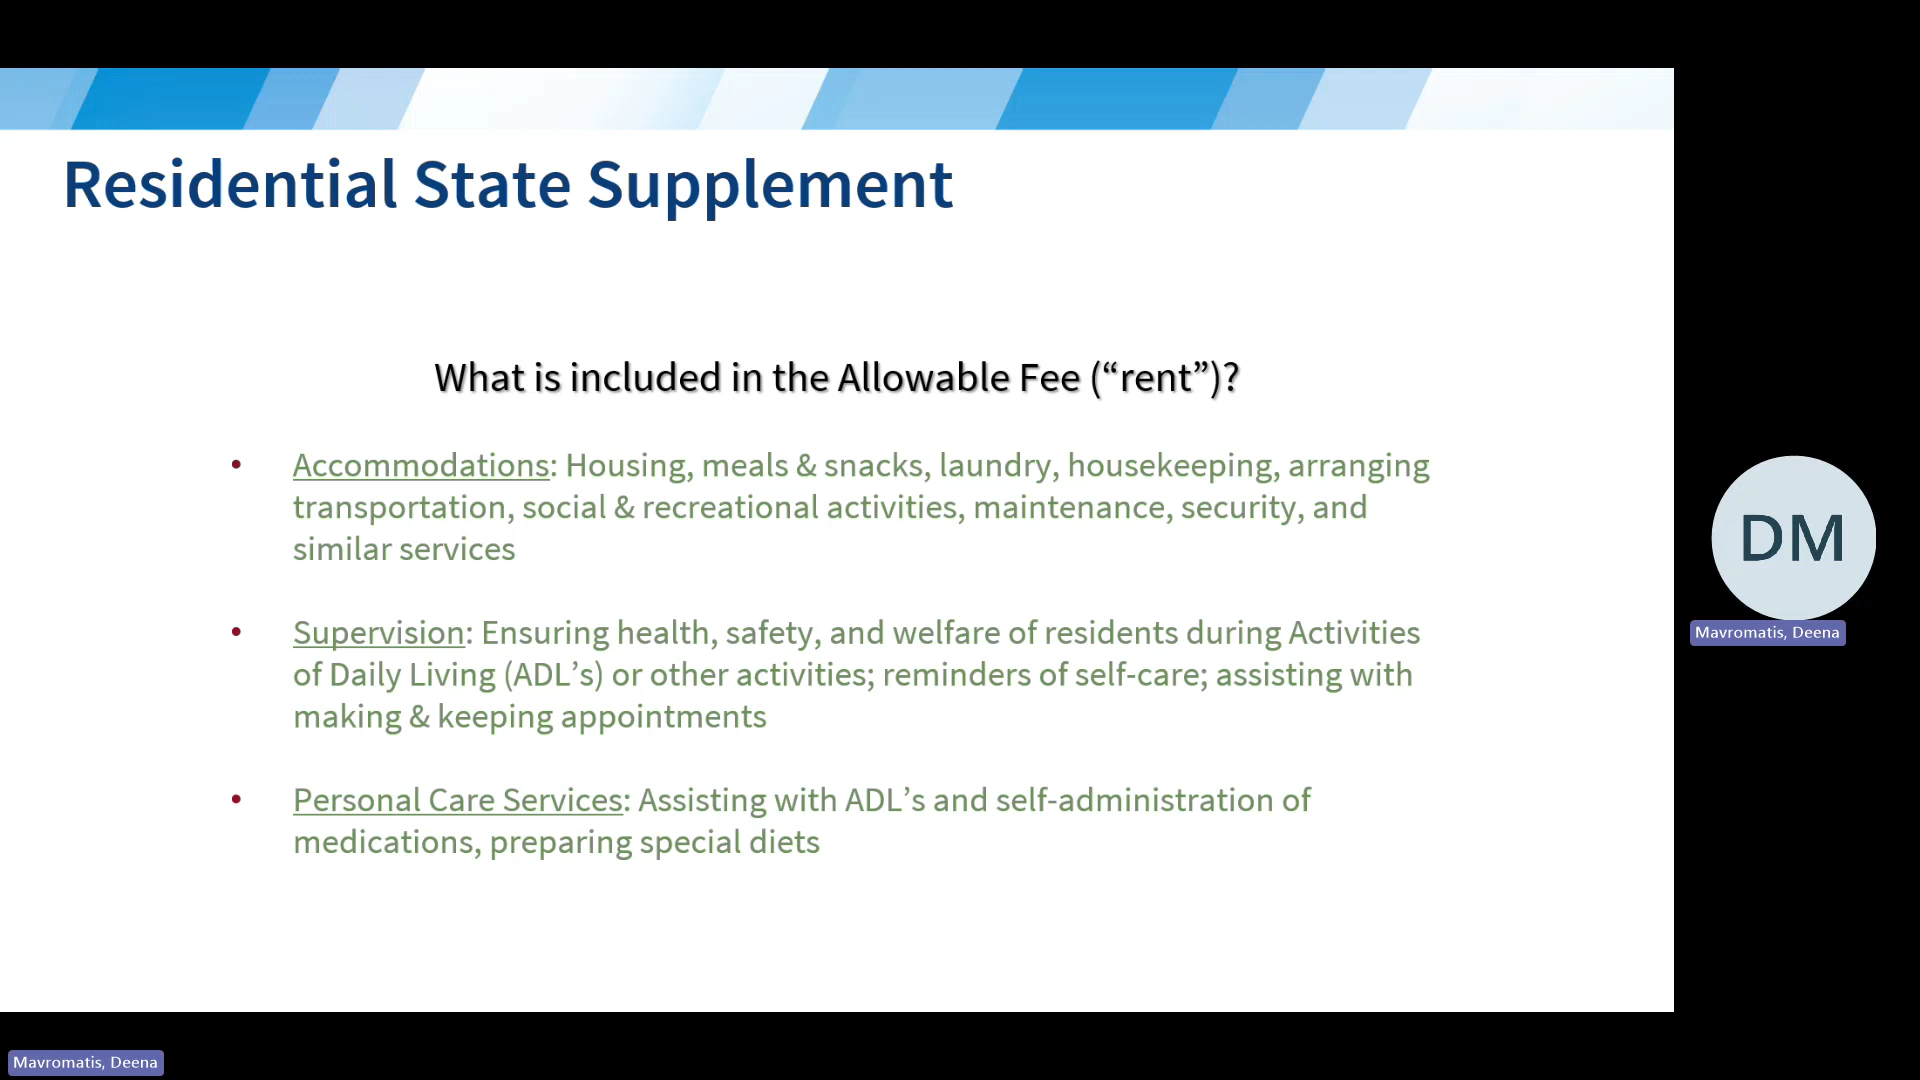 Residential State Supplement
What is included in the Allowable Fee (“rent”)?
• Accommodations: Housing, meals & snacks, laundry, housekeeping, arranging
transportation, social & recreational activities, maintenance, security, and
similar services
• Supervision: Ensuring health, safety, and welfare of residents during Activities
of Daily Living (ADL’s) or other activities; reminders of self-care; assisting with
making & keeping appointments
• Personal Care Services: Assisting with ADL’s and self-administration of
medications, preparing special diets
DM
Mavromatis, Deena
Mavromatis, Deena